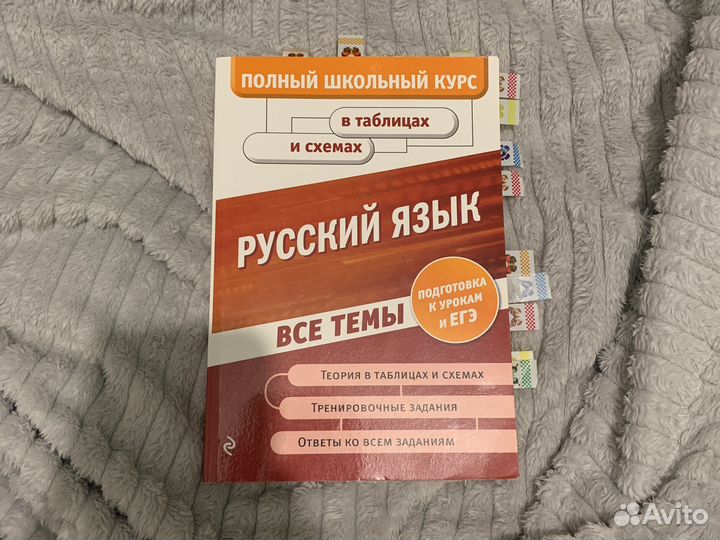 ПОЛНЫЙ ШКОЛЬНЫЙ КУРС
в таблицах
и схемах
РУССКИЙ ЯЗЫК
ВСЕ ТЕМЫ
ПОДГОТОВКА
К УРОКАМ
И ЕГЭ
ТЕОРИЯ В ТАБЛИЦАХ И СХЕМАХ
ТРЕНИРОВОЧНЫЕ ЗАДАНИЯ
ОТВЕТЫ КО ВСЕМ ЗАДАНИЯМ
Avito